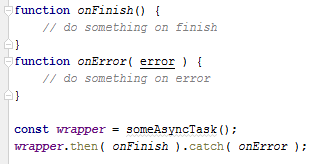 function onFinish() {
    // do something on finish
}
function onError( error ) {
    // do something on error
}
const wrapper = someAsyncTask();
wrapper.then( onFinish ).catch( onError );